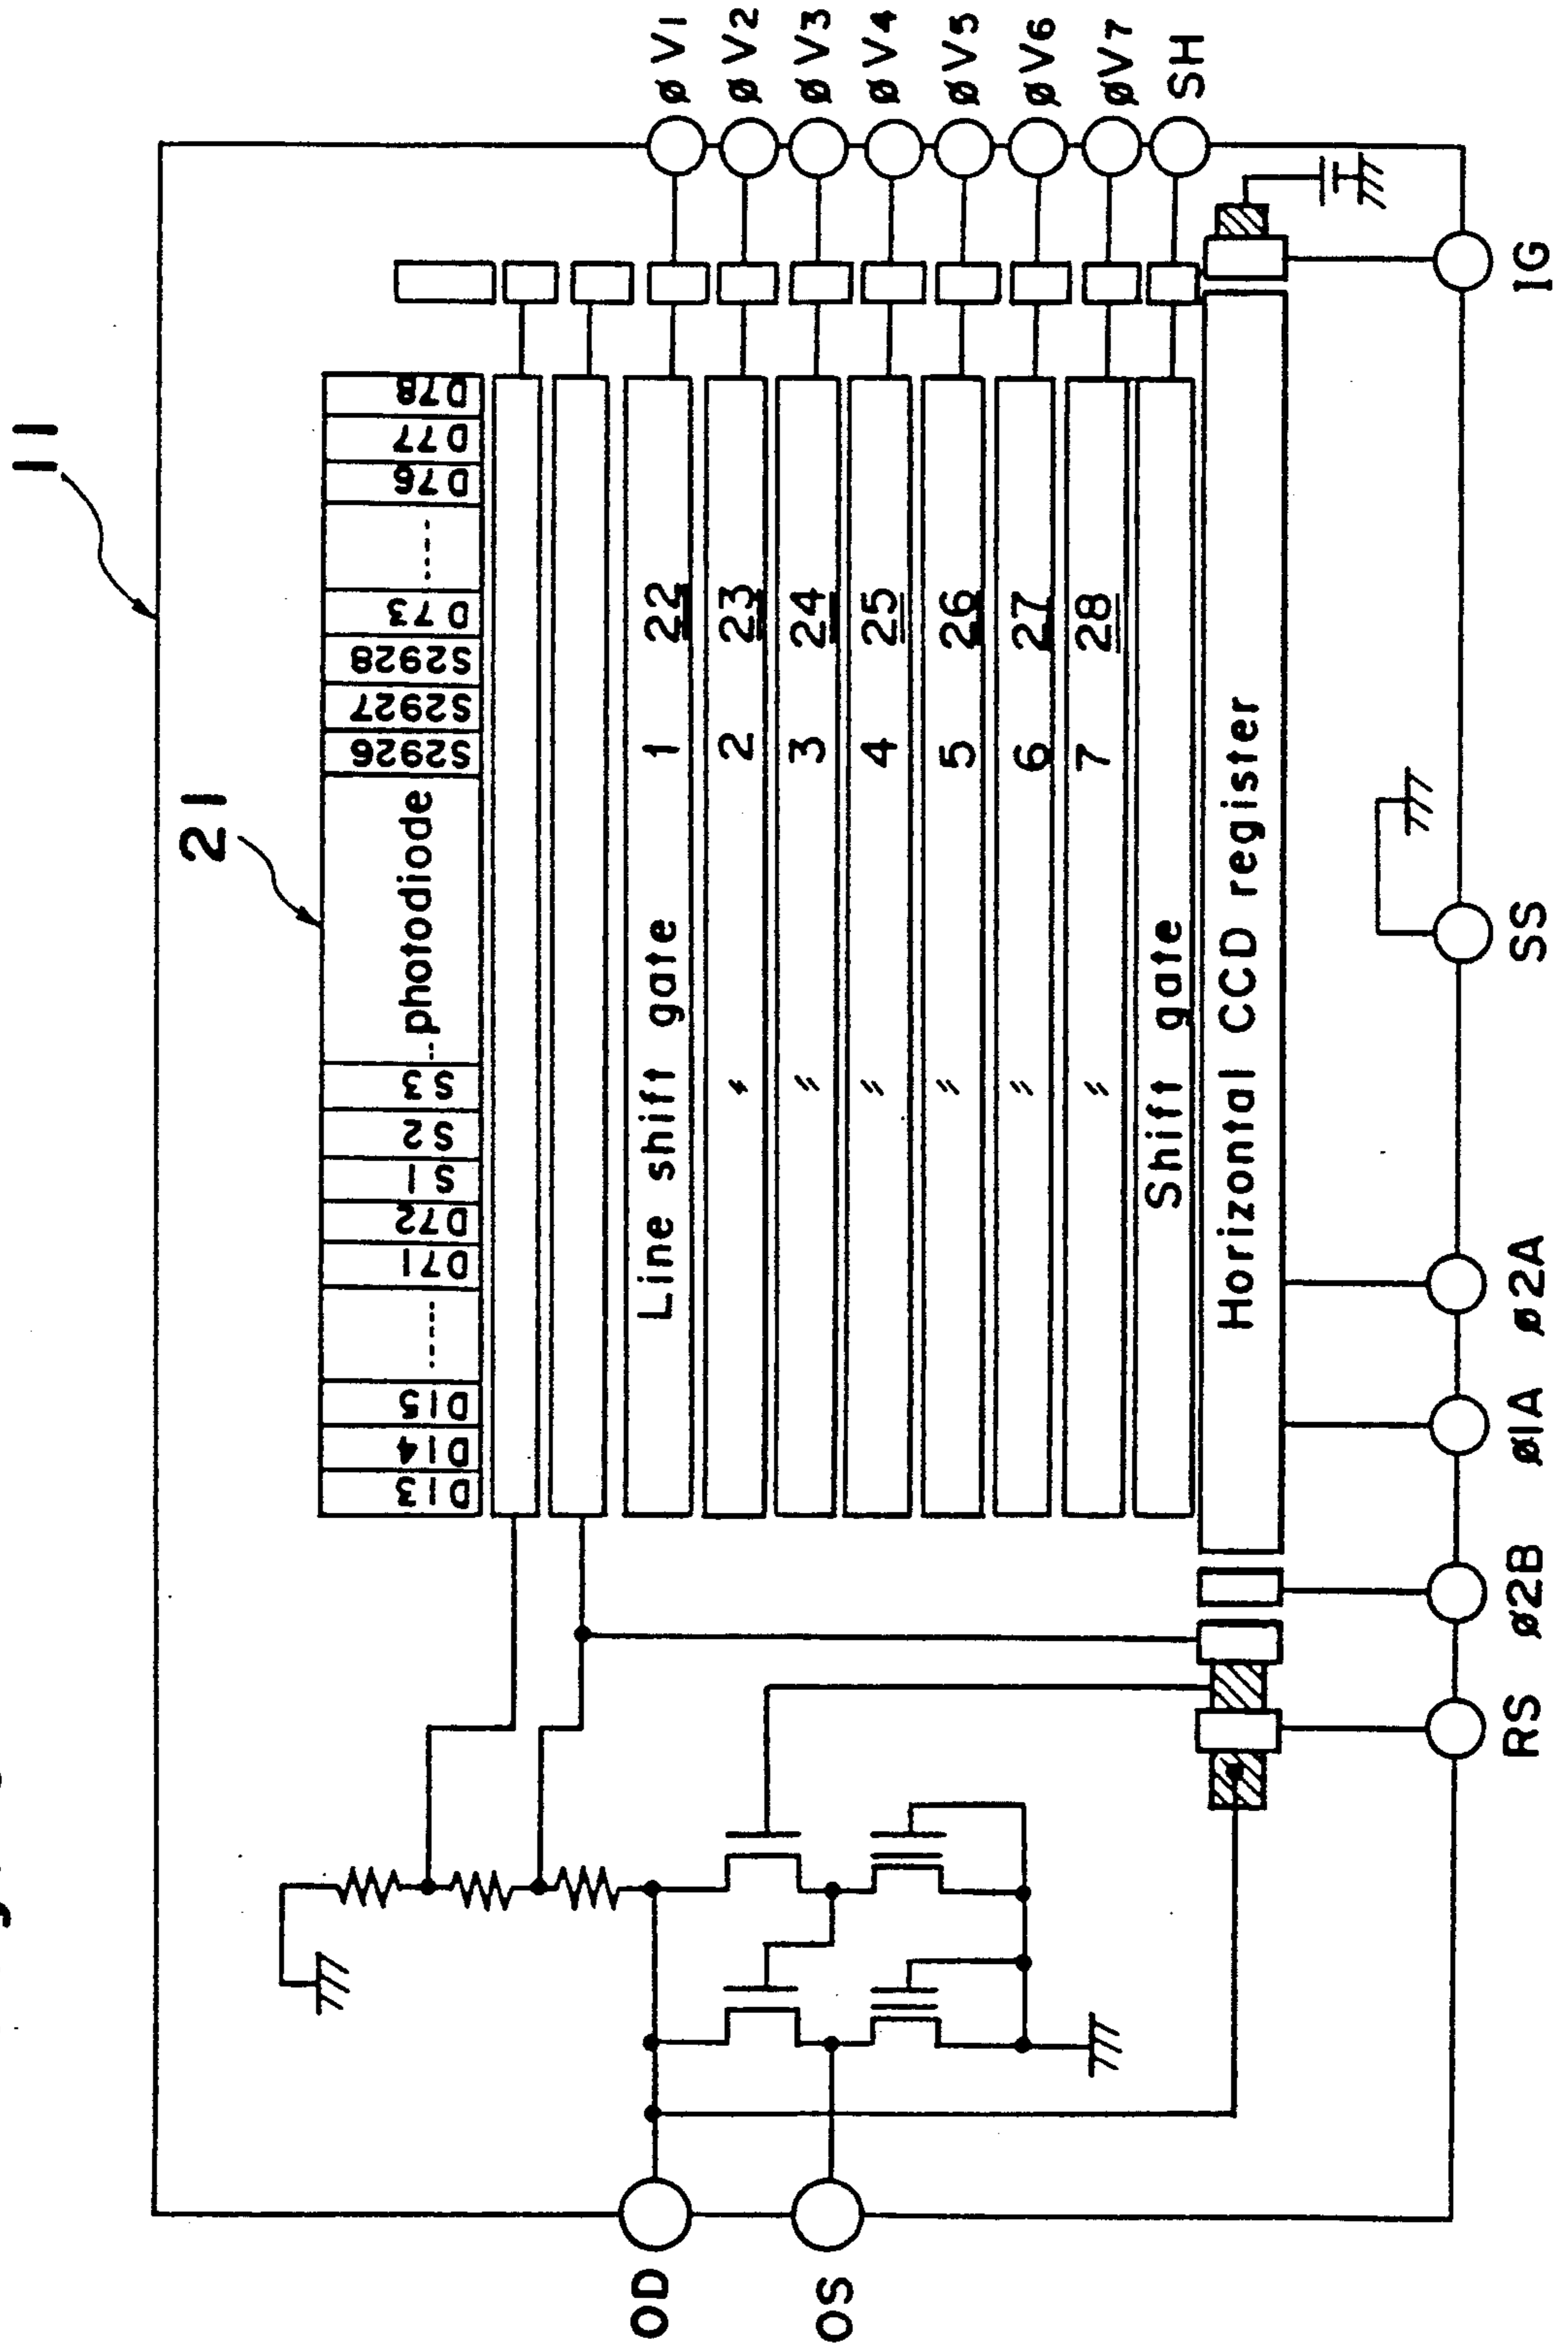 11
21
D13 D14 D15 ..... D71 D72 S1 S2 S3 ...photodiode S2926 S2927 S2928 D73 ..... D76 D77 D78
Line shift gate 1 22
" 2 23
" 3 24
" 4 25
" 5 26
" 6 27
" 7 28
Shift gate
Horizontal CCD register
øV1
øV2
øV3
øV4
øV5
øV6
øV7
SH
OD
OS
RS
ø2B
ø1A
ø2A
SS
IG